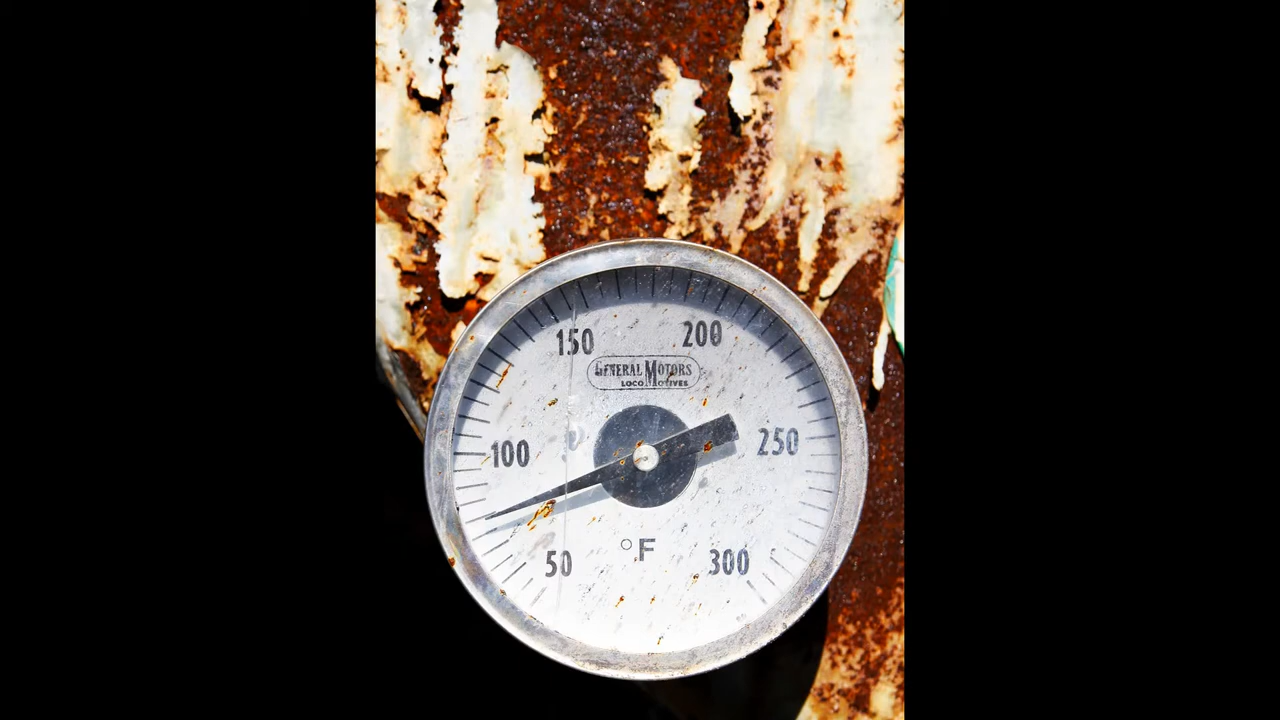 150 200
GENERAL MOTORS
LOCOMOTIVES
100 250
°F
50 300